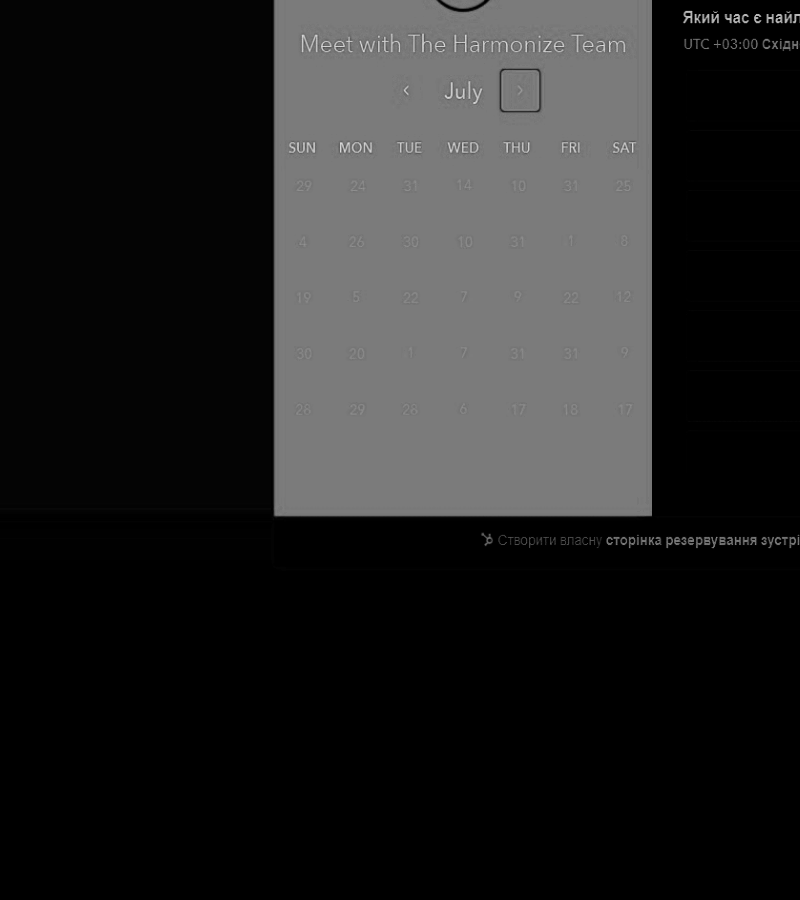 Який час є найл
UTC +03:00 Східн
Meet with The Harmonize Team
July
SUN MON TUE WED THU FRI SAT
29 24 31 14 10 31 25
4 26 30 10 31 1 8
19 5 22 7 9 22 12
30 20 1 7 31 31 9
26 29 28 6 17 18 17
Створити власну сторінка резервування зустрі